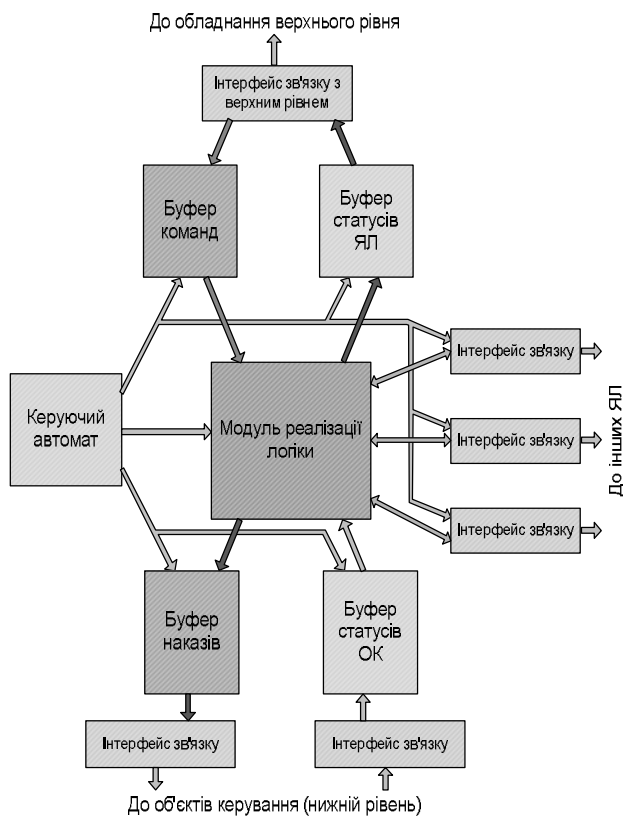 До обладнання верхнього рівня
Інтерфейс зв'язку з
верхним рівнем
Буфер
команд
Буфер
статусів
ЯЛ
Інтерфейс зв'язку
Керуючий
автомат
Модуль реалізації
логіки
Інтерфейс зв'язку
До інших ЯЛ
Інтерфейс зв'язку
Буфер
наказів
Буфер
статусів
ОК
Інтерфейс зв'язку
Інтерфейс зв'язку
До об'єктів керування (нижній рівень)